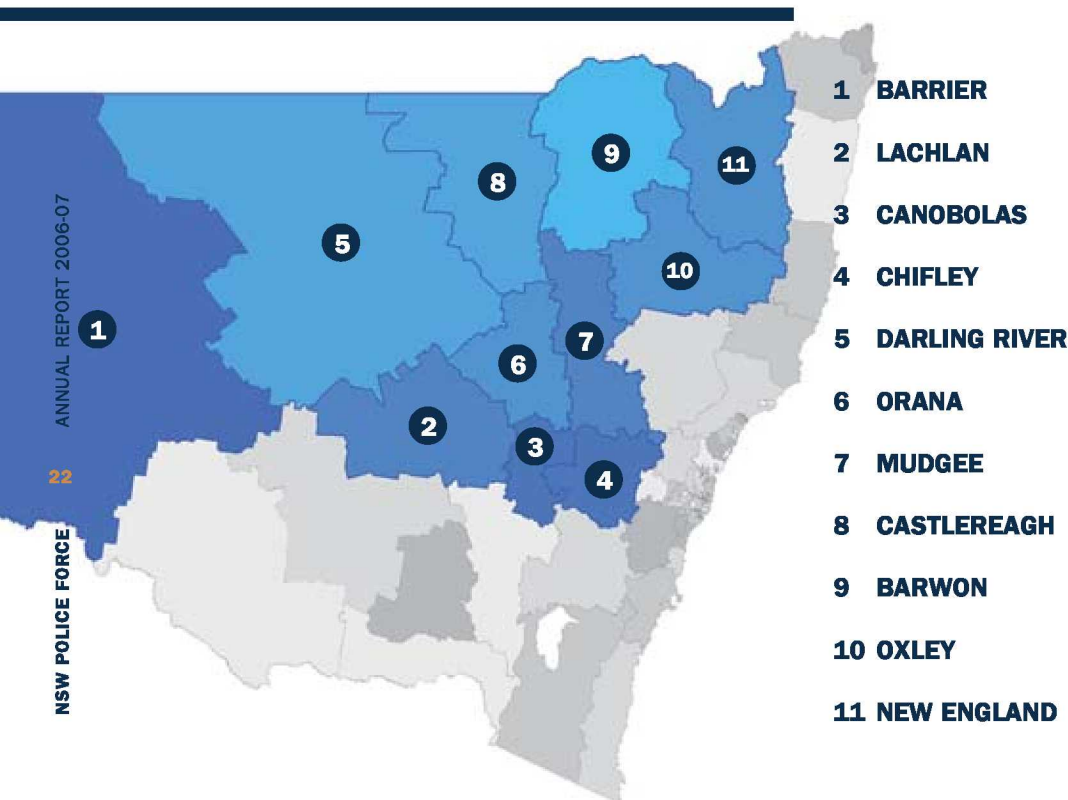 1 BARRIER
2 LACHLAN
3 CANOBOLAS
4 CHIFLEY
5 DARLING RIVER
6 ORANA
7 MUDGEE
8 CASTLEREAGH
9 BARWON
10 OXLEY
11 NEW ENGLAND
1
2
3
4
5
6
7
8
9
10
11
NSW POLICE FORCE 22 ANNUAL REPORT 2006-07